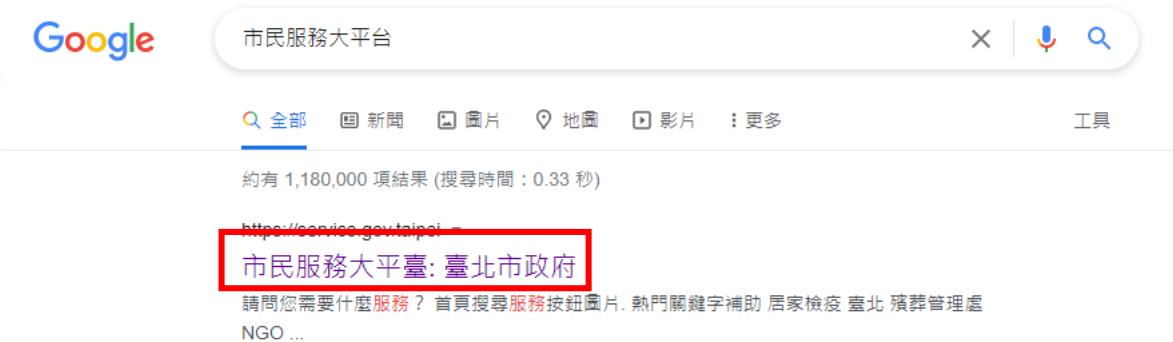 Google 市民服務大平台
全部 新聞 圖片 地圖 影片 更多 工具
約有 1,180,000 項結果 (搜尋時間：0.33 秒)
https://service.gov.taipei
市民服務大平臺: 臺北市政府
請問您需要什麼服務？ 首頁搜尋服務按鈕圖片. 熱門關鍵字補助 居家檢疫 臺北 殯葬管理處
NGO ...